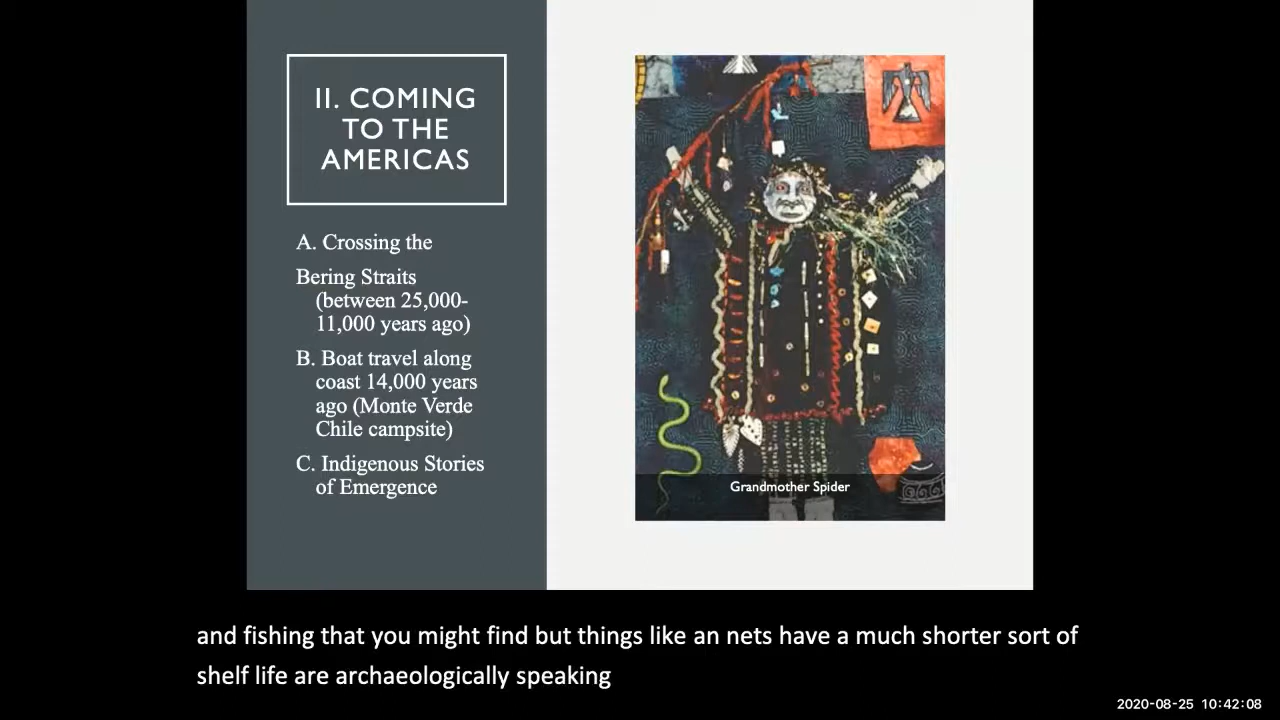 II. COMING
TO THE
AMERICAS
A. Crossing the
Bering Straits
(between 25,000-
11,000 years ago)
B. Boat travel along
coast 14,000 years
ago (Monte Verde
Chile campsite)
C. Indigenous Stories
of Emergence
Grandmother Spider
and fishing that you might find but things like an nets have a much shorter sort of
shelf life are archaeologically speaking
2020-08-25 10:42:08